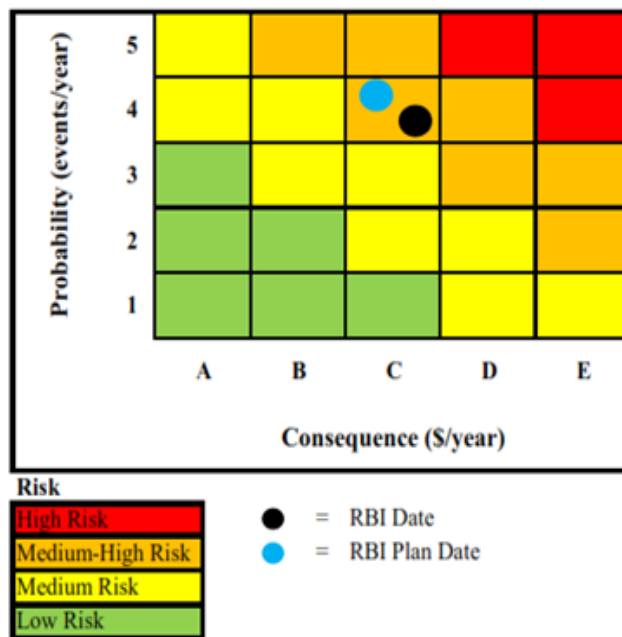 Probability (events/year)
5
4
3
2
1
A B C D E
Consequence ($/year)
Risk
High Risk
Medium-High Risk
Medium Risk
Low Risk
= RBI Date
= RBI Plan Date